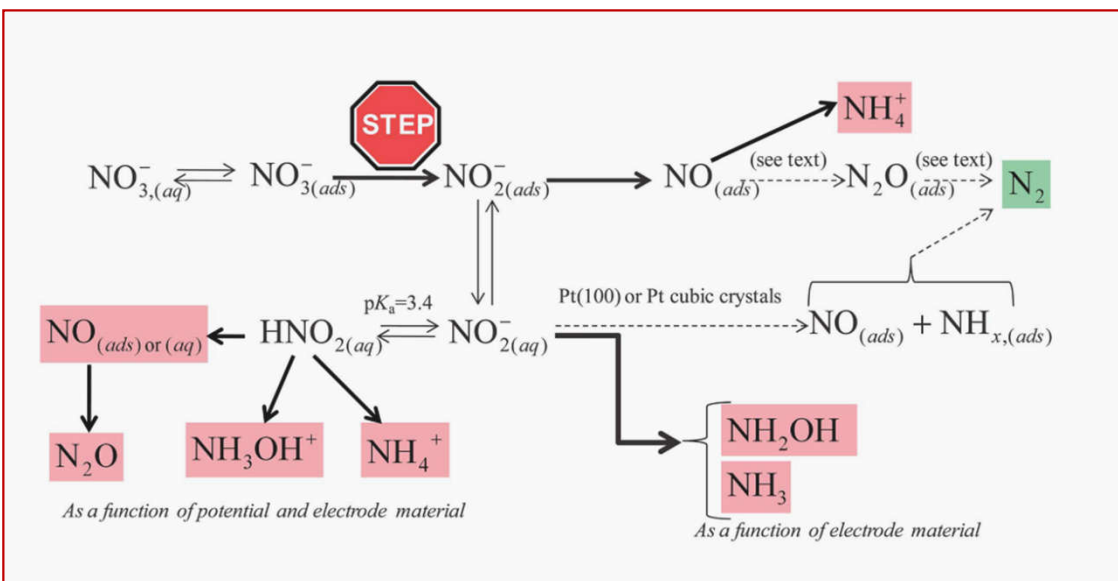 STEP
NH₄⁺
NO₃,(aq)⁻ NO₃(ads)⁻ NO₂(ads)⁻ NO(ads) (see text) N₂O(ads) (see text) N₂
pKₐ=3.4 Pt(100) or Pt cubic crystals
NO(ads) or (aq) HNO₂(aq) NO₂(aq)⁻ NO(ads) + NHₓ,(ads)
N₂O NH₃OH⁺ NH₄⁺ NH₂OH
NH₃
As a function of potential and electrode material
As a function of electrode material